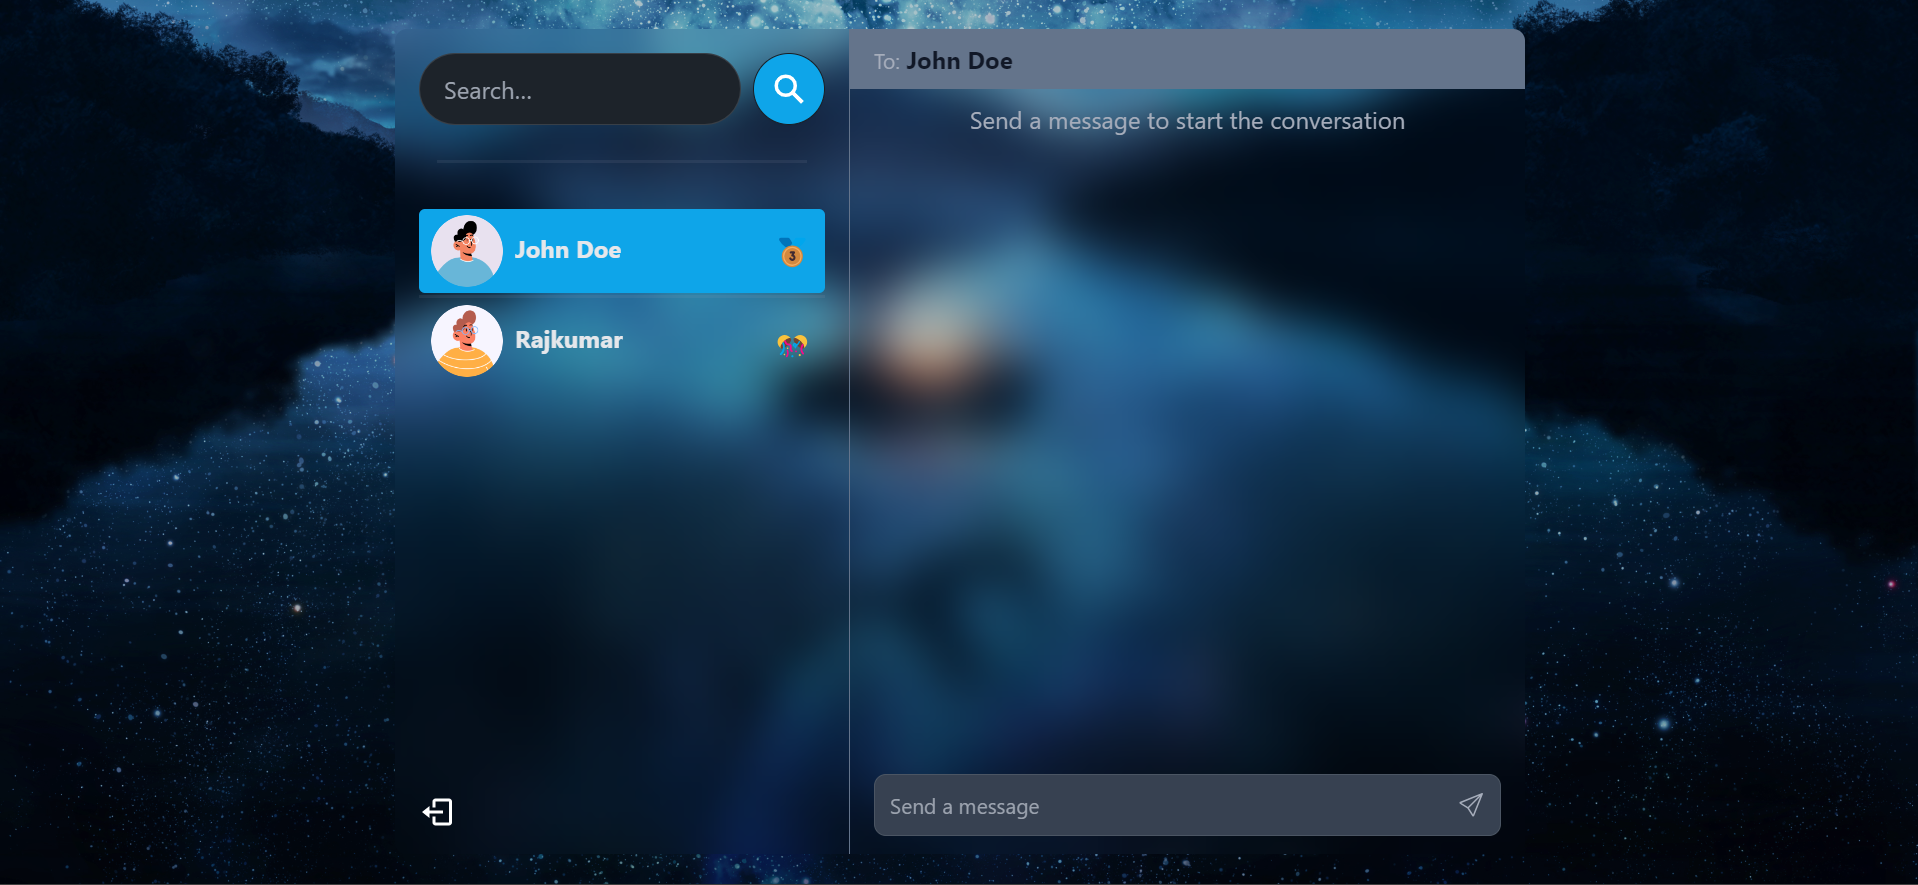 Search...
John Doe
3
Rajkumar
To: John Doe
Send a message to start the conversation
Send a message